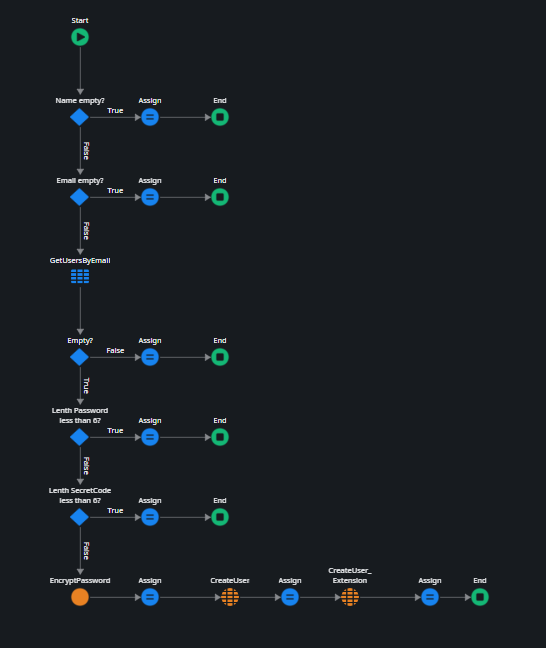 Start
Name empty?
Assign
End
True
False
Email empty?
Assign
End
True
False
GetUsersByEmail
Empty?
Assign
End
False
True
Lenth Password
less than 6?
Assign
End
True
False
Lenth SecretCode
less than 6?
Assign
End
True
False
EncryptPassword
Assign
CreateUser
Assign
CreateUser_
Extension
Assign
End